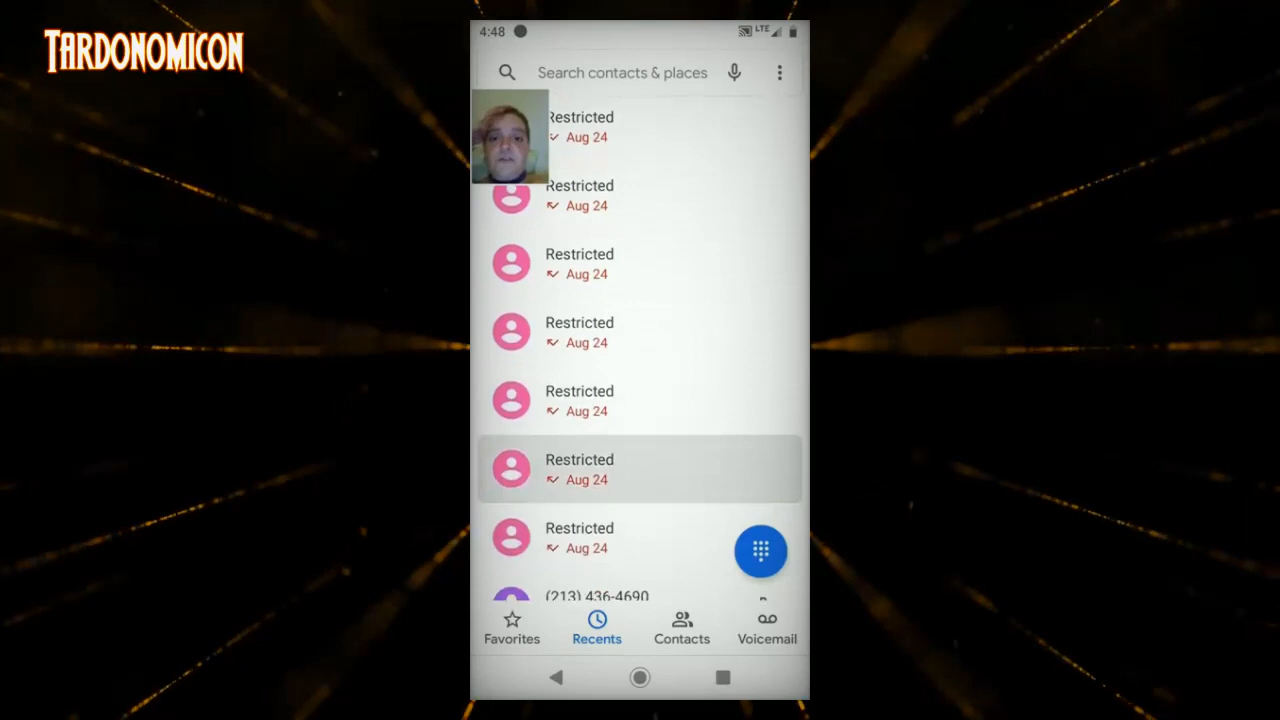 TARDONOMICON
4:48
LTE
Search contacts & places
Restricted
Aug 24
Restricted
Aug 24
Restricted
Aug 24
Restricted
Aug 24
Restricted
Aug 24
Restricted
Aug 24
Restricted
Aug 24
(213) 436-4690
Favorites Recents Contacts Voicemail